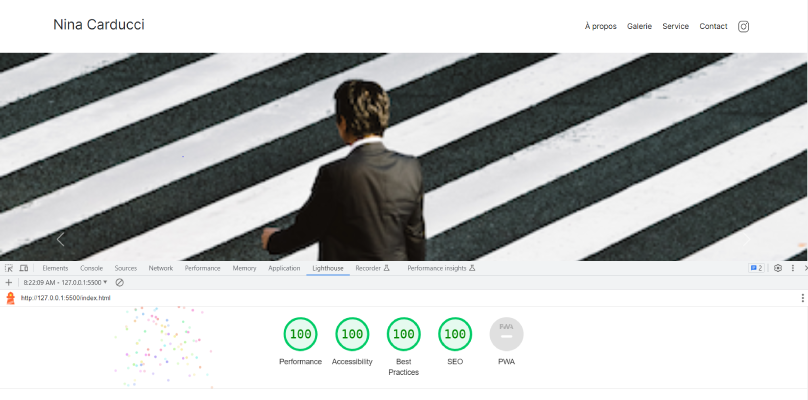 Nina Carducci
À propos Galerie Service Contact
Elements Console Sources Network Performance Memory Application Lighthouse Recorder Performance insights 2
8:22:09 AM - 127.0.0.1:5500
http://127.0.0.1:5500/index.html
100 100 100 100 PWA
Performance Accessibility Best Practices SEO PWA